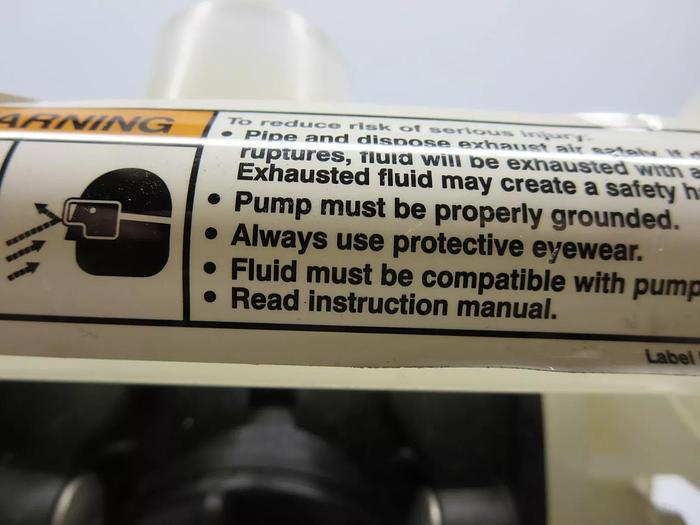 ARNING
To reduce risk of serious injury:
• Pipe and dispose exhaust air safely. If
ruptures, fluid will be exhausted with a
Exhausted fluid may create a safety h
• Pump must be properly grounded.
• Always use protective eyewear.
• Fluid must be compatible with pump
• Read instruction manual.
Label